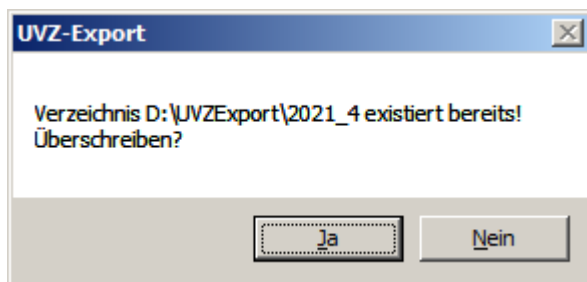 UVZ-Export
Verzeichnis D:\UVZExport\2021_4 existiert bereits!
Überschreiben?
Ja Nein